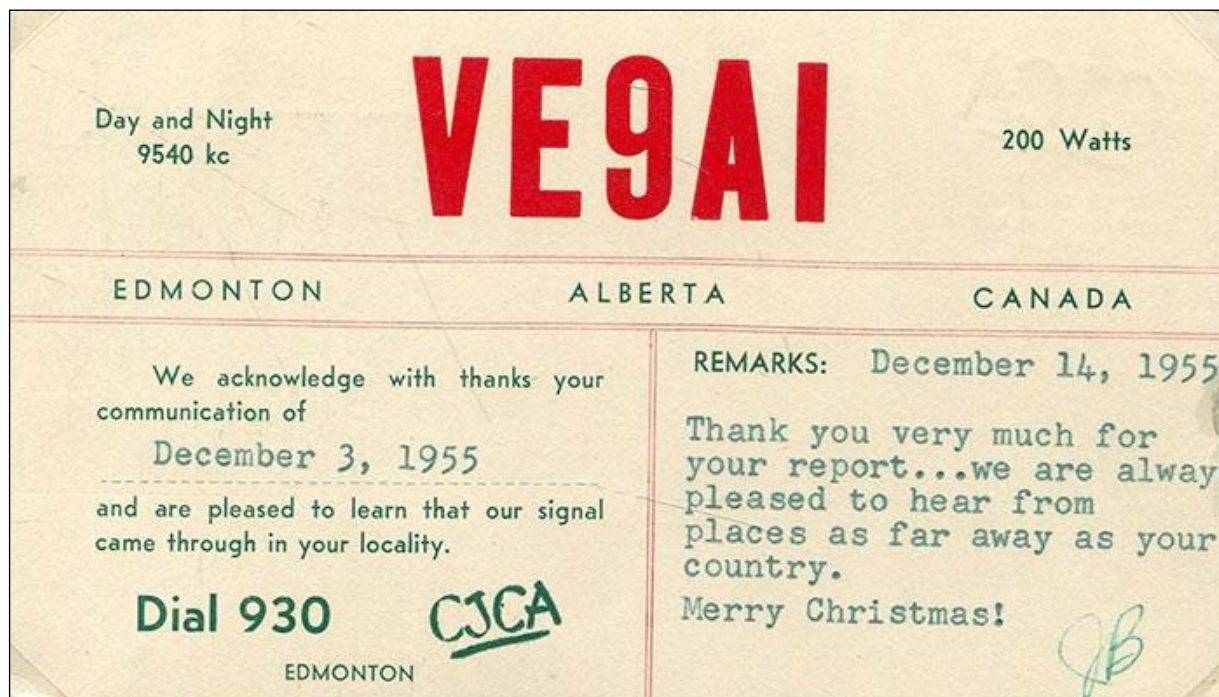 VE9AI
Day and Night
9540 kc
200 Watts
EDMONTON ALBERTA CANADA
We acknowledge with thanks your
communication of
December 3, 1955
and are pleased to learn that our signal
came through in your locality.
Dial 930 CJCA
EDMONTON
REMARKS: December 14, 1955
Thank you very much for
your report...we are alway
pleased to hear from
places as far away as your
country.
Merry Christmas!
JB